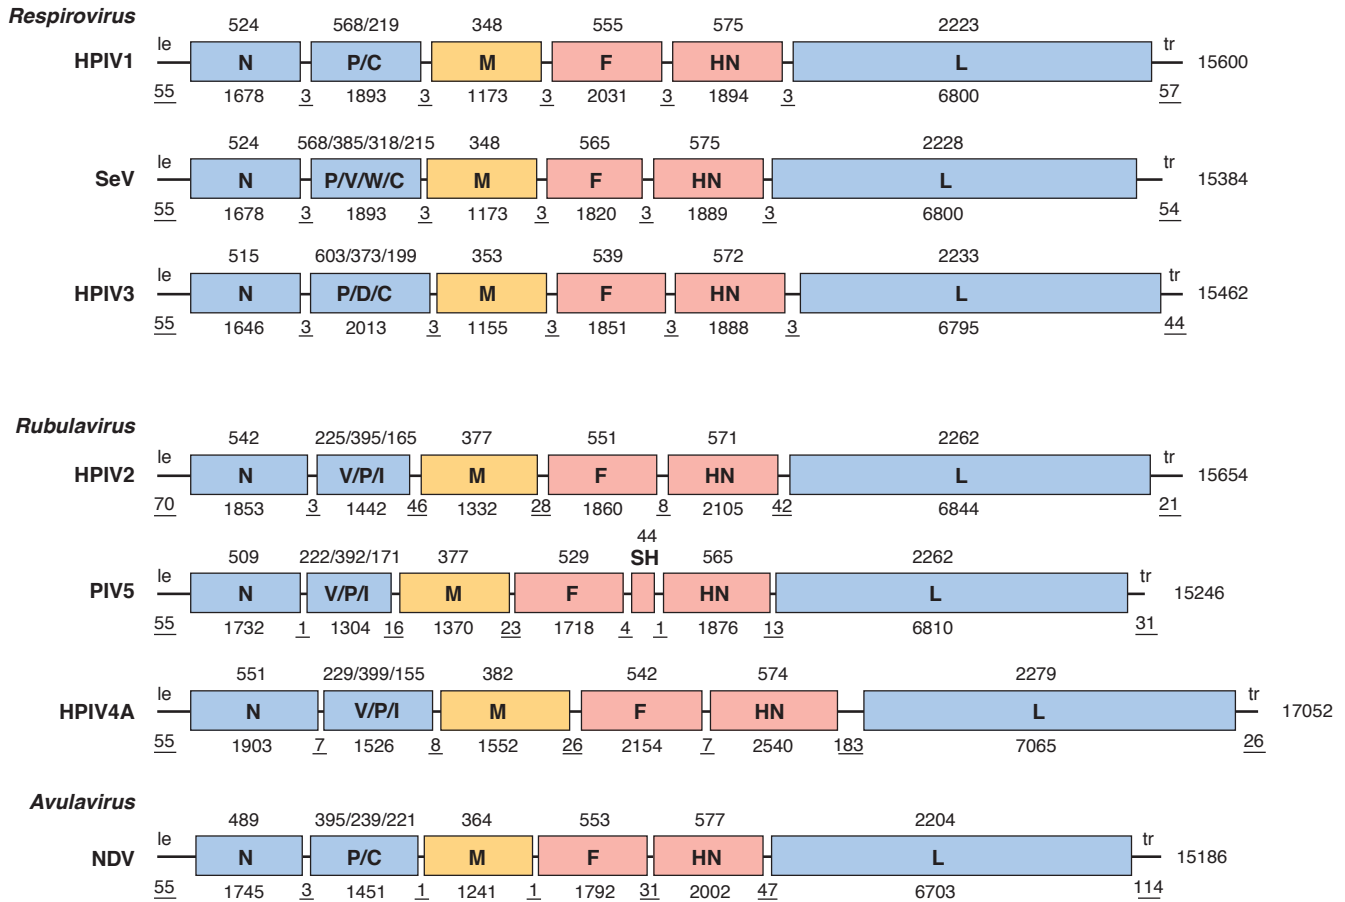 Respirovirus
524 568/219 348 555 575 2223
HPIV1 le N P/C M F HN L tr 15600
55 1678 3 1893 3 1173 3 2031 3 1894 3 6800 57
524 568/385/318/215 348 565 575 2228
SeV le N P/V/W/C M F HN L tr 15384
55 1678 3 1893 3 1173 3 1820 3 1889 3 6800 54
515 603/373/199 353 539 572 2233
HPIV3 le N P/D/C M F HN L tr 15462
55 1646 3 2013 3 1155 3 1851 3 1888 3 6795 44
Rubulavirus
542 225/395/165 377 551 571 2262
HPIV2 le N V/P/I M F HN L tr 15654
70 1853 3 1442 46 1332 28 1860 8 2105 42 6844 21
44
509 222/392/171 377 529 SH 565 2262
PIV5 le N V/P/I M F HN L tr 15246
55 1732 1 1304 16 1370 23 1718 4 1 1876 13 6810 31
551 229/399/155 382 542 574 2279
HPIV4A le N V/P/I M F HN L tr 17052
55 1903 7 1526 8 1552 26 2154 7 2540 183 7065 26
Avulavirus
489 395/239/221 364 553 577 2204
NDV le N P/C M F HN L tr 15186
55 1745 3 1451 1 1241 1 1792 31 2002 47 6703 114